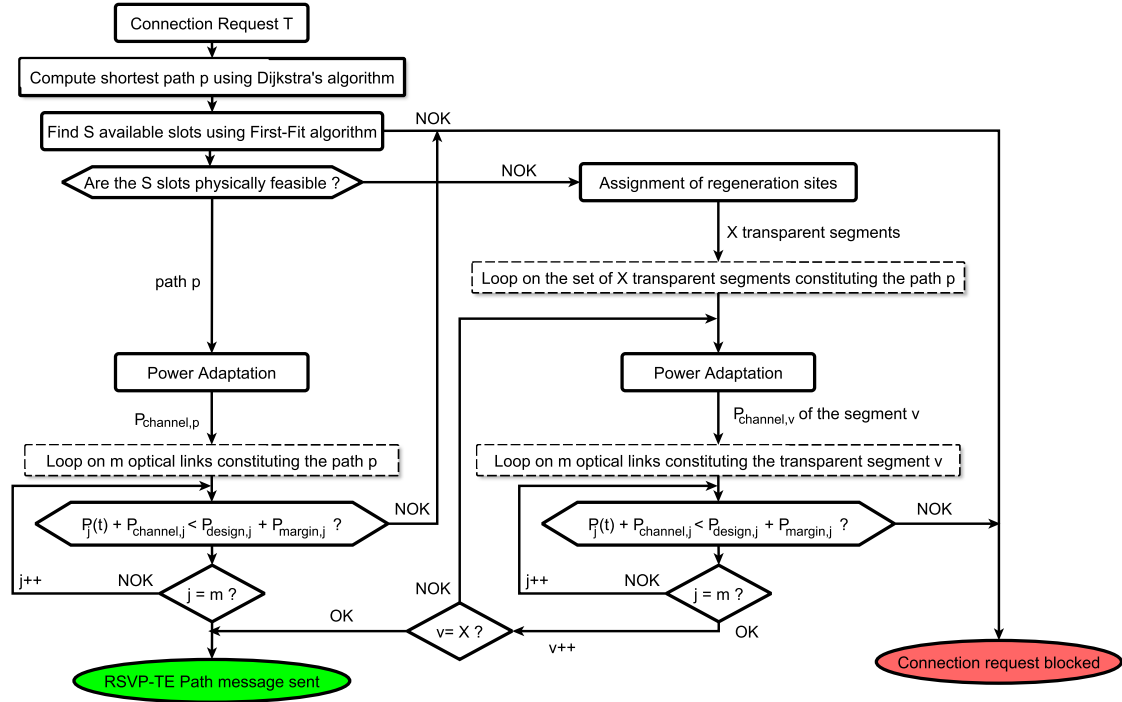 Connection Request T
Compute shortest path p using Dijkstra's algorithm
Find S available slots using First-Fit algorithm
NOK
Are the S slots physically feasible ?
NOK
Assignment of regeneration sites
X transparent segments
Loop on the set of X transparent segments constituting the path p
path p
Power Adaptation
Power Adaptation
Pchannel,p
Pchannel,v of the segment v
Loop on m optical links constituting the path p
Loop on m optical links constituting the transparent segment v
Pj(t) + Pchannel,j < Pdesign,j + Pmargin,j ?
NOK
Pj(t) + Pchannel,j < Pdesign,j + Pmargin,j ?
NOK
j++
NOK
j = m ?
NOK
j++
NOK
j = m ?
OK
v= X ?
v++
OK
RSVP-TE Path message sent
Connection request blocked